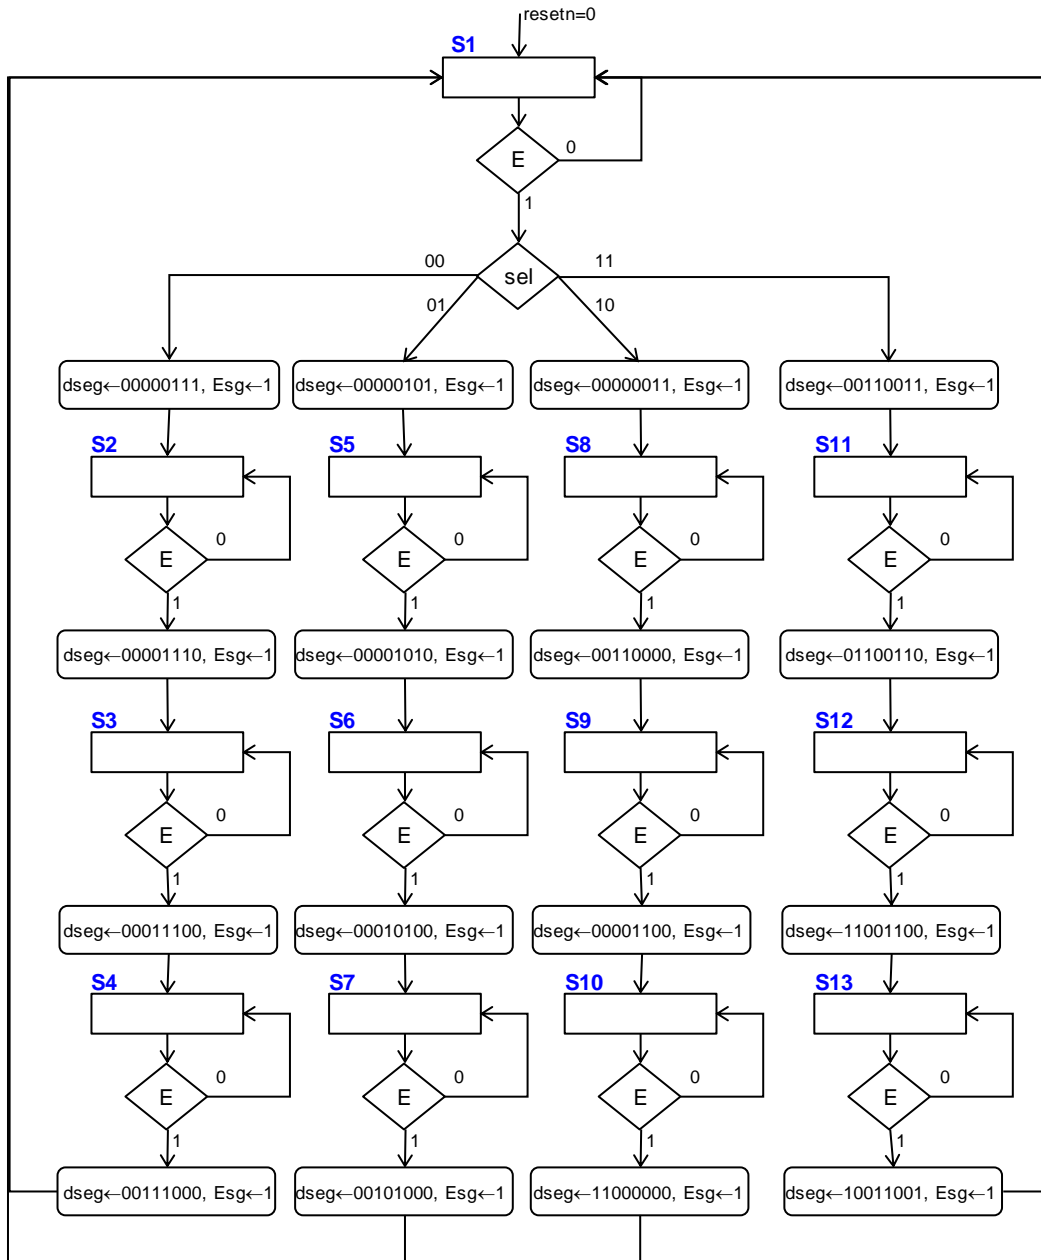 resetn=0
S1
E
0
1
00
sel
11
01
10
dseg←00000111, Esg←1
dseg←00000101, Esg←1
dseg←00000011, Esg←1
dseg←00110011, Esg←1
S2
S5
S8
S11
E
0
E
0
E
0
E
0
1
1
1
1
dseg←00001110, Esg←1
dseg←00001010, Esg←1
dseg←00110000, Esg←1
dseg←01100110, Esg←1
S3
S6
S9
S12
E
0
E
0
E
0
E
0
1
1
1
1
dseg←00011100, Esg←1
dseg←00010100, Esg←1
dseg←00001100, Esg←1
dseg←11001100, Esg←1
S4
S7
S10
S13
E
0
E
0
E
0
E
0
1
1
1
1
dseg←00111000, Esg←1
dseg←00101000, Esg←1
dseg←11000000, Esg←1
dseg←10011001, Esg←1